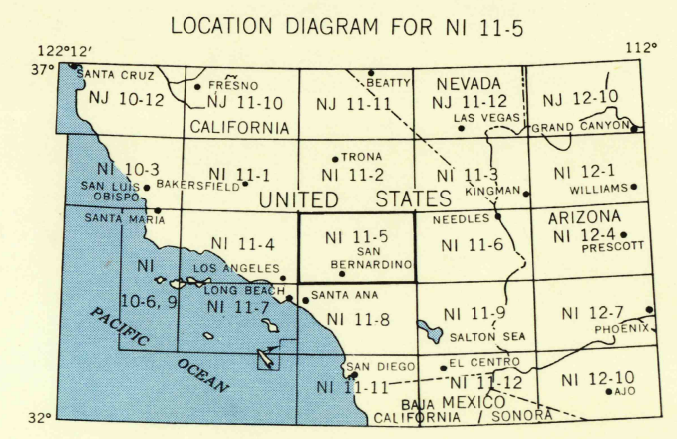 LOCATION DIAGRAM FOR NI 11-5
122°12' 112°
37°
SANTA CRUZ
FRESNO
BEATTY
NEVADA
NJ 10-12
NJ 11-10
NJ 11-11
NJ 11-12
NJ 12-10
CALIFORNIA
LAS VEGAS
GRAND CANYON
NI 10-3
NI 11-1
TRONA
NI 11-2
NI 11-3
NI 12-1
SAN LUIS
OBISPO
BAKERSFIELD
KINGMAN
WILLIAMS
UNITED STATES
SANTA MARIA
NEEDLES
ARIZONA
NI 11-4
NI 11-5
NI 11-6
NI 12-4
SAN
BERNARDINO
PRESCOTT
NI
10-6, 9
LOS ANGELES
LONG BEACH
SANTA ANA
NI 11-7
NI 11-8
NI 11-9
NI 12-7
SALTON SEA
PHOENIX
PACIFIC
OCEAN
SAN DIEGO
EL CENTRO
NI 11-11
NI 11-12
NI 12-10
AJO
BAJA MEXICO
CALIFORNIA / SONORA
32°